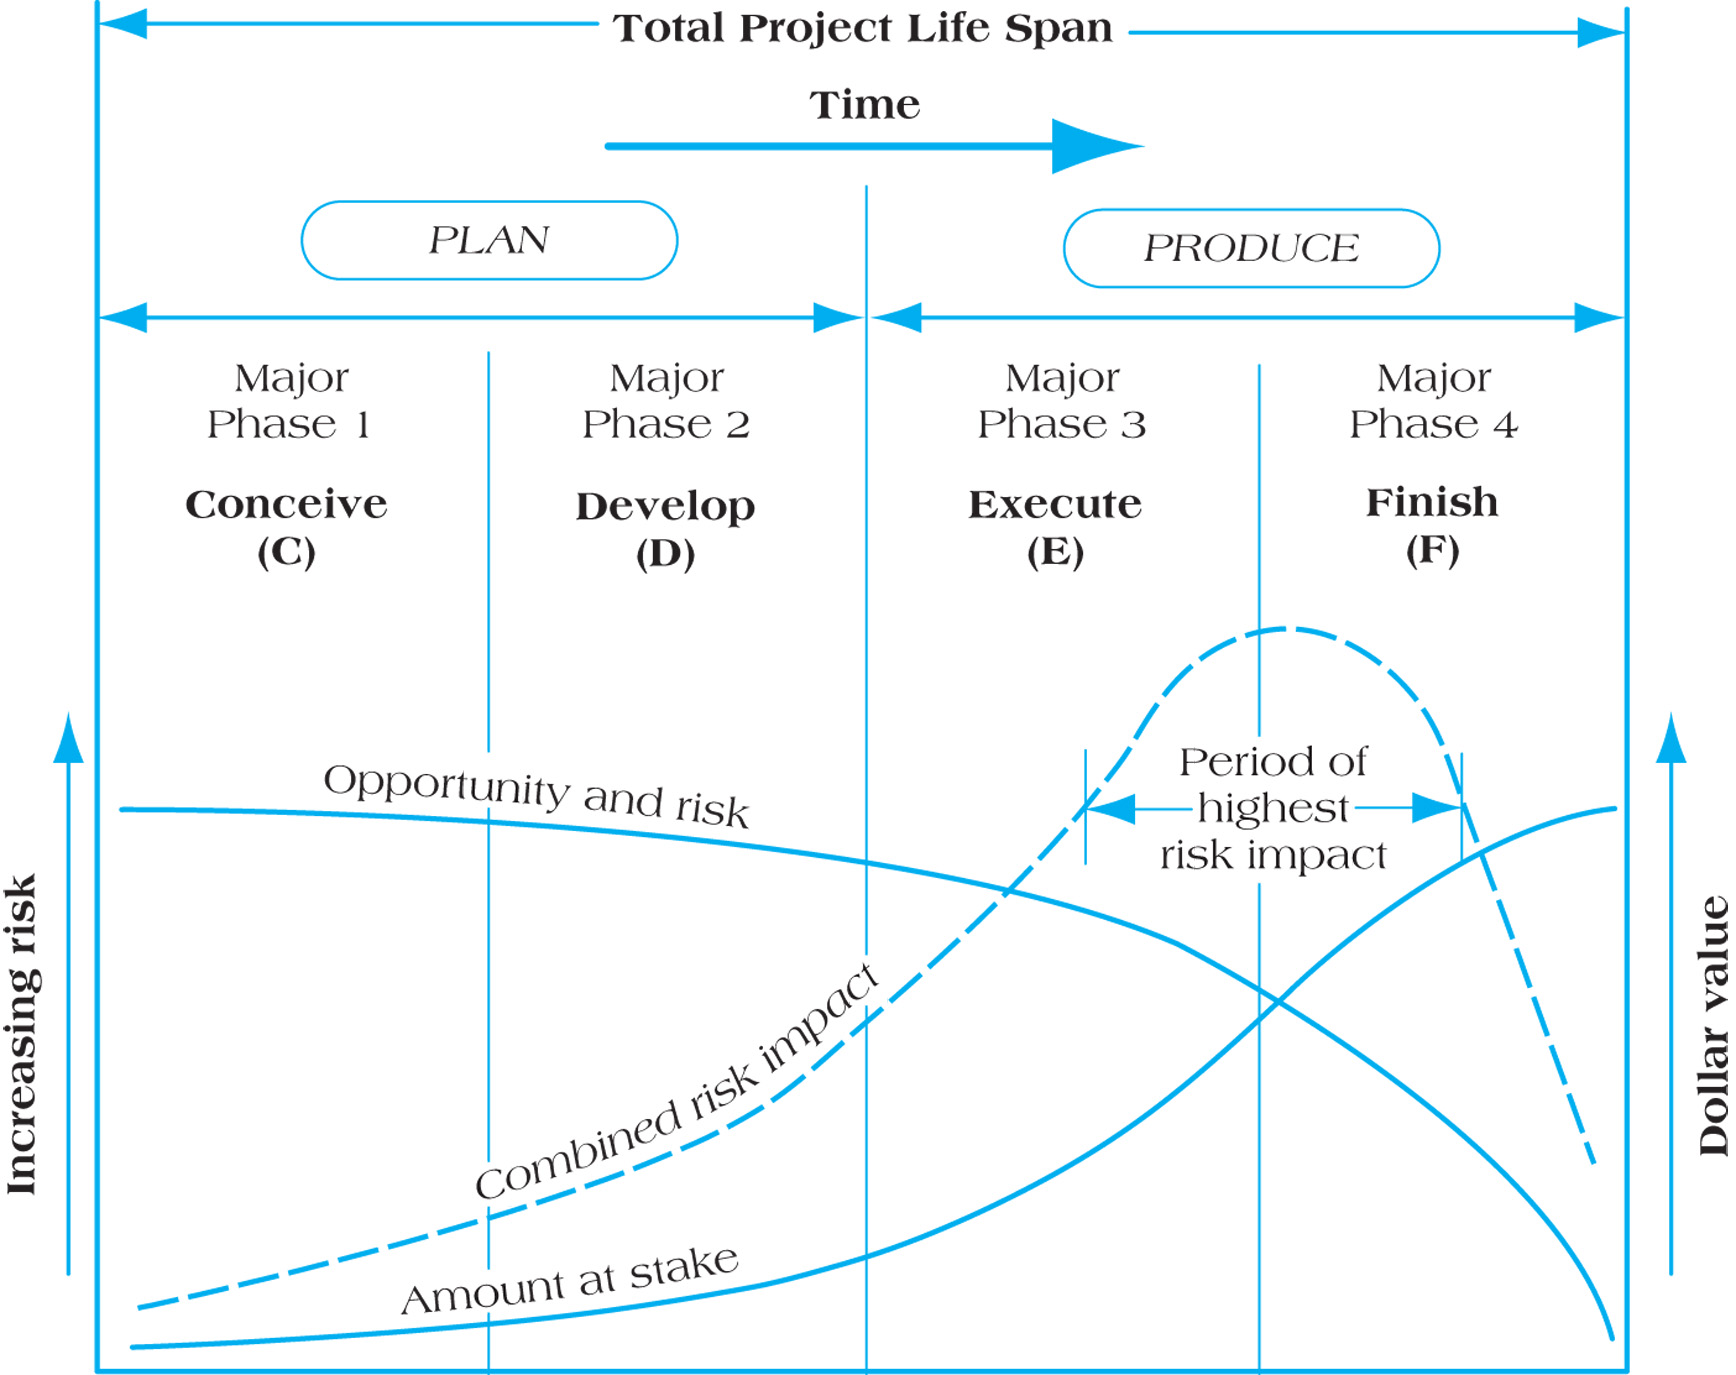 Total Project Life Span
Time
PLAN
PRODUCE
Major
Phase 1
Conceive
(C)
Major
Phase 2
Develop
(D)
Major
Phase 3
Execute
(E)
Major
Phase 4
Finish
(F)
Opportunity and risk
Period of
highest
risk impact
Combined risk impact
Amount at stake
Increasing risk
Dollar value